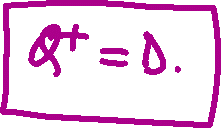 Q⁺ = D.